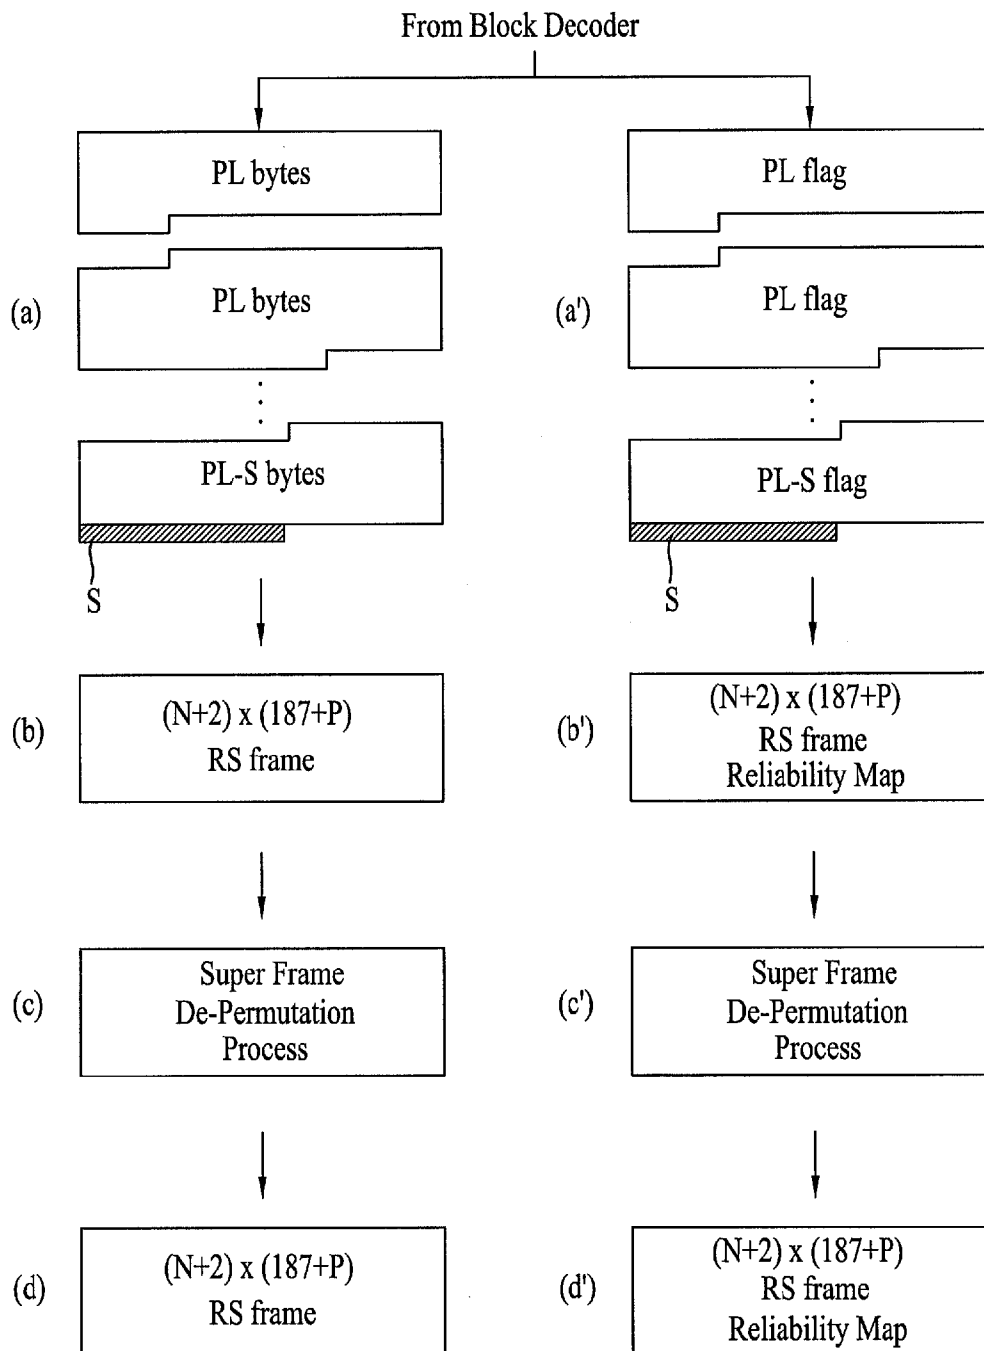 From Block Decoder
PL bytes
PL flag
(a)
PL bytes
(a')
PL flag
PL-S bytes
PL-S flag
S
S
(b)
(N+2) x (187+P)
RS frame
(b')
(N+2) x (187+P)
RS frame
Reliability Map
(c)
Super Frame
De-Permutation
Process
(c')
Super Frame
De-Permutation
Process
(d)
(N+2) x (187+P)
RS frame
(d')
(N+2) x (187+P)
RS frame
Reliability Map